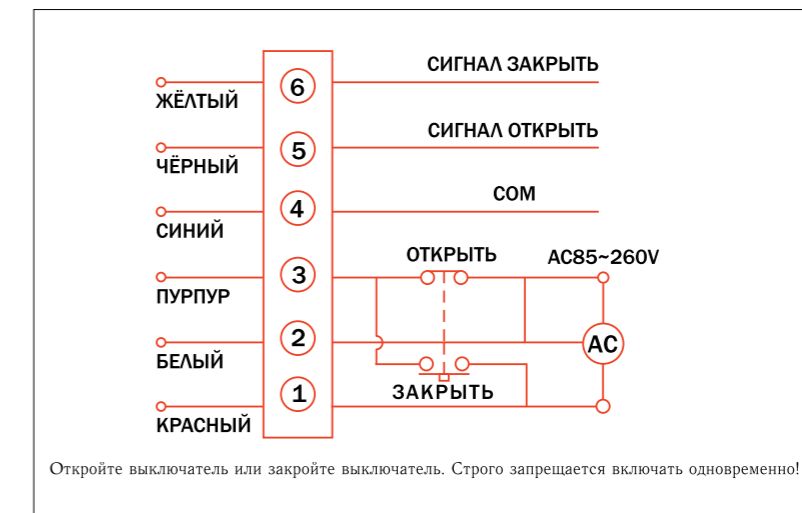 СИГНАЛ ЗАКРЫТЬ
6
ЖЁЛТЫЙ
СИГНАЛ ОТКРЫТЬ
5
ЧЁРНЫЙ
COM
4
СИНИЙ
ОТКРЫТЬ
AC85~260V
3
ПУРПУР
2
AC
БЕЛЫЙ
1
ЗАКРЫТЬ
КРАСНЫЙ
Откройте выключатель или закройте выключатель. Строго запрещается включать одновременно!